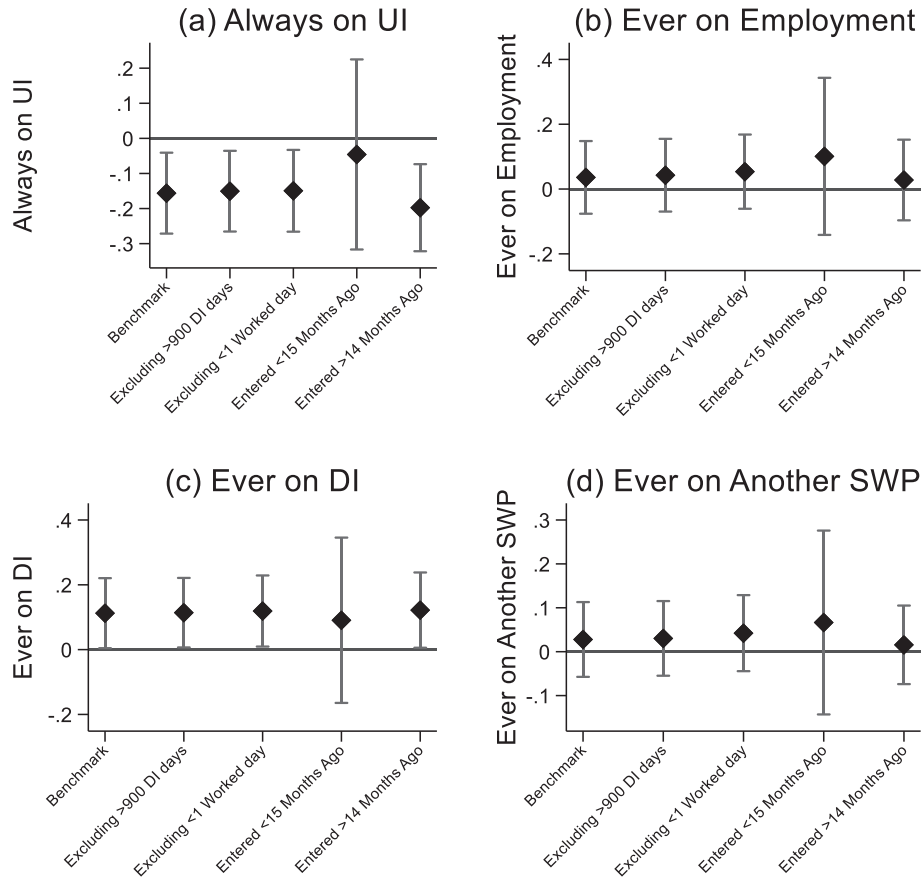 (a) Always on UI
Always on UI
.2
.1
0
-.1
-.2
-.3
Benchmark
Excluding >900 DI days
Excluding <1 Worked day
Entered <15 Months Ago
Entered >14 Months Ago
(b) Ever on Employment
Ever on Employment
.4
.2
0
-.2
Benchmark
Excluding >900 DI days
Excluding <1 Worked day
Entered <15 Months Ago
Entered >14 Months Ago
(c) Ever on DI
Ever on DI
.4
.2
0
-.2
Benchmark
Excluding >900 DI days
Excluding <1 Worked day
Entered <15 Months Ago
Entered >14 Months Ago
(d) Ever on Another SWP
Ever on Another SWP
.3
.2
.1
0
-.1
Benchmark
Excluding >900 DI days
Excluding <1 Worked day
Entered <15 Months Ago
Entered >14 Months Ago